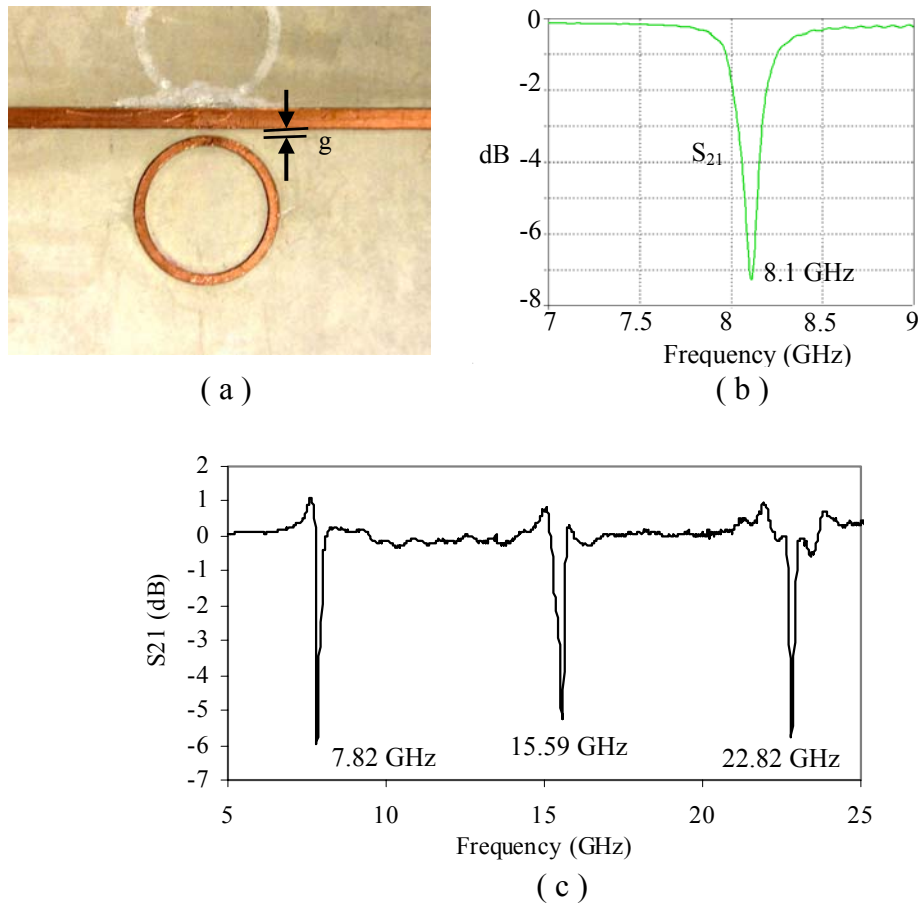 g
( a )
0
-2
dB -4
-6
-8
S₂₁
8.1 GHz
7 7.5 8 8.5 9
Frequency (GHz)
( b )
2
1
0
-1
-2
-3
-4
-5
-6
-7
S21 (dB)
7.82 GHz
15.59 GHz
22.82 GHz
5 10 15 20 25
Frequency (GHz)
( c )